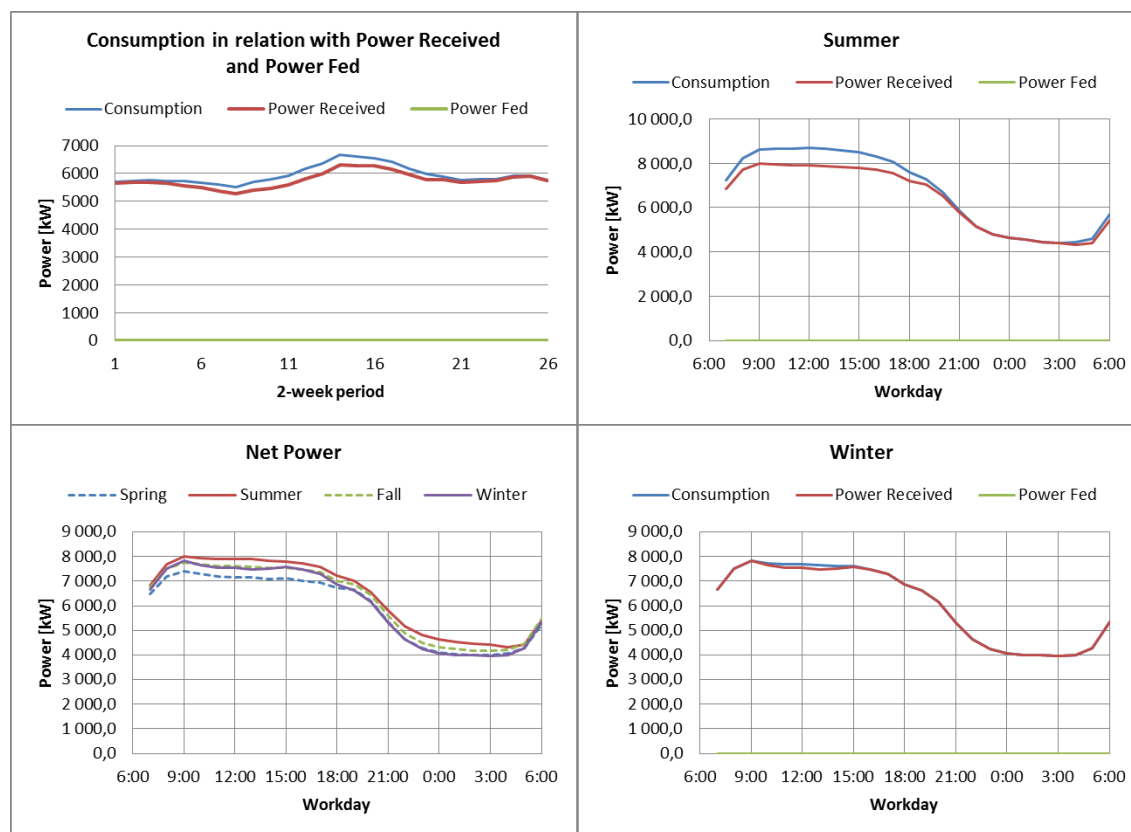 Consumption in relation with Power Received
and Power Fed
Consumption Power Received Power Fed
7000
6000
5000
4000
3000
2000
1000
0
Power [kW]
1 6 11 16 21 26
2-week period
Summer
Consumption Power Received Power Fed
10 000,0
8 000,0
6 000,0
4 000,0
2 000,0
0,0
Power [kW]
6:00 9:00 12:00 15:00 18:00 21:00 0:00 3:00 6:00
Workday
Net Power
Spring Summer Fall Winter
9 000,0
8 000,0
7 000,0
6 000,0
5 000,0
4 000,0
3 000,0
2 000,0
1 000,0
0,0
Power [kW]
6:00 9:00 12:00 15:00 18:00 21:00 0:00 3:00 6:00
Workday
Winter
Consumption Power Received Power Fed
9 000,0
8 000,0
7 000,0
6 000,0
5 000,0
4 000,0
3 000,0
2 000,0
1 000,0
0,0
Power [kW]
6:00 9:00 12:00 15:00 18:00 21:00 0:00 3:00 6:00
Workday